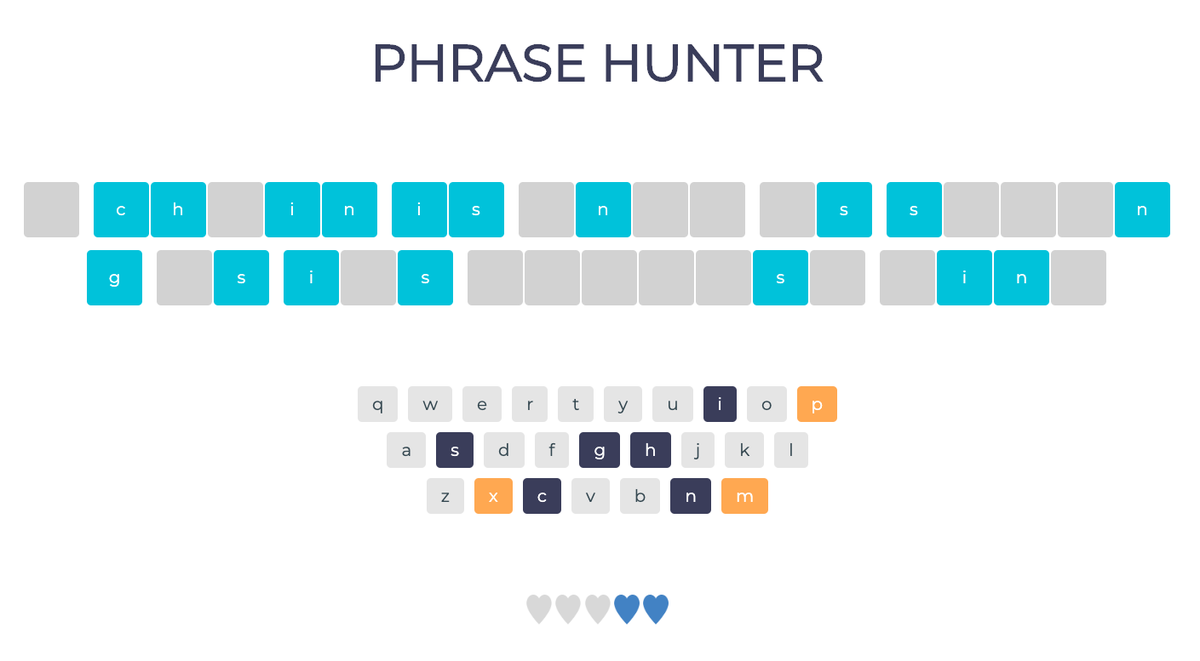 PHRASE HUNTER
c h i n i s n s s n
g s i s s i n
q w e r t y u i o p
a s d f g h j k l
z x c v b n m